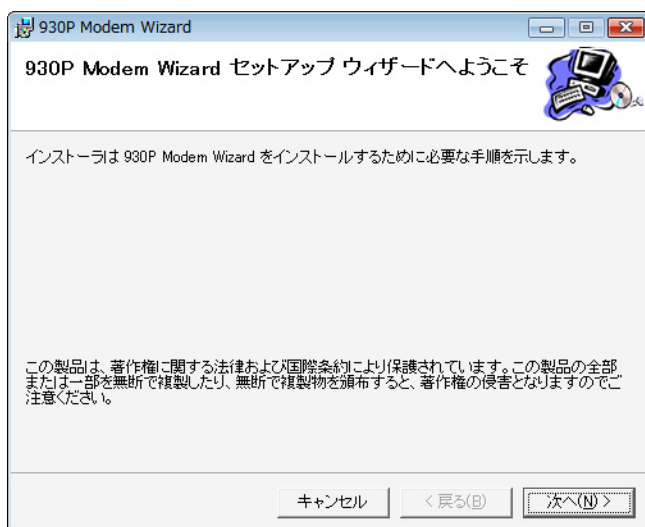 930P Modem Wizard
930P Modem Wizard セットアップ ウィザードへようこそ
インストーラは 930P Modem Wizard をインストールするために必要な手順を示します。
この製品は、著作権に関する法律および国際条約により保護されています。この製品の全部
または一部を無断で複製したり、無断で複製物を頒布すると、著作権の侵害となりますのでご
注意ください。
キャンセル
< 戻る(B)
次へ(N) >